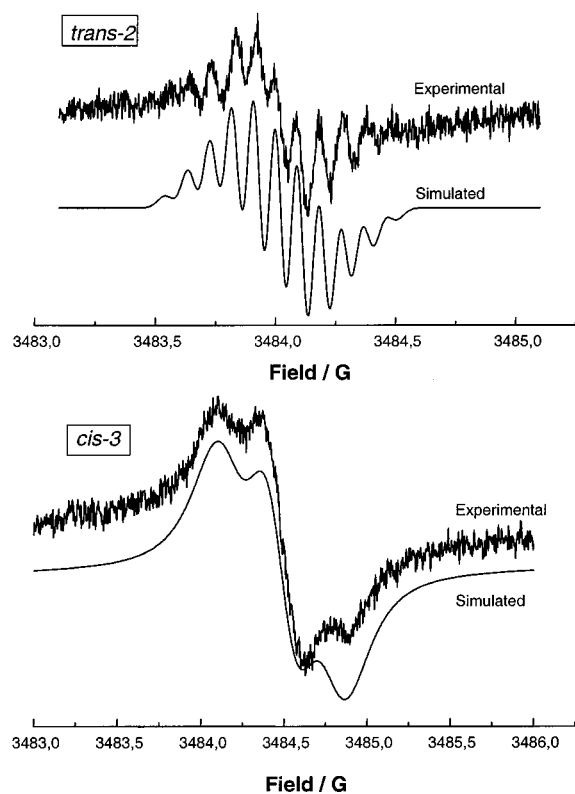 trans-2
Experimental
Simulated
3483,0 3483,5 3484,0 3484,5 3485,0
Field / G
cis-3
Experimental
Simulated
3483,0 3483,5 3484,0 3484,5 3485,0 3485,5 3486,0
Field / G